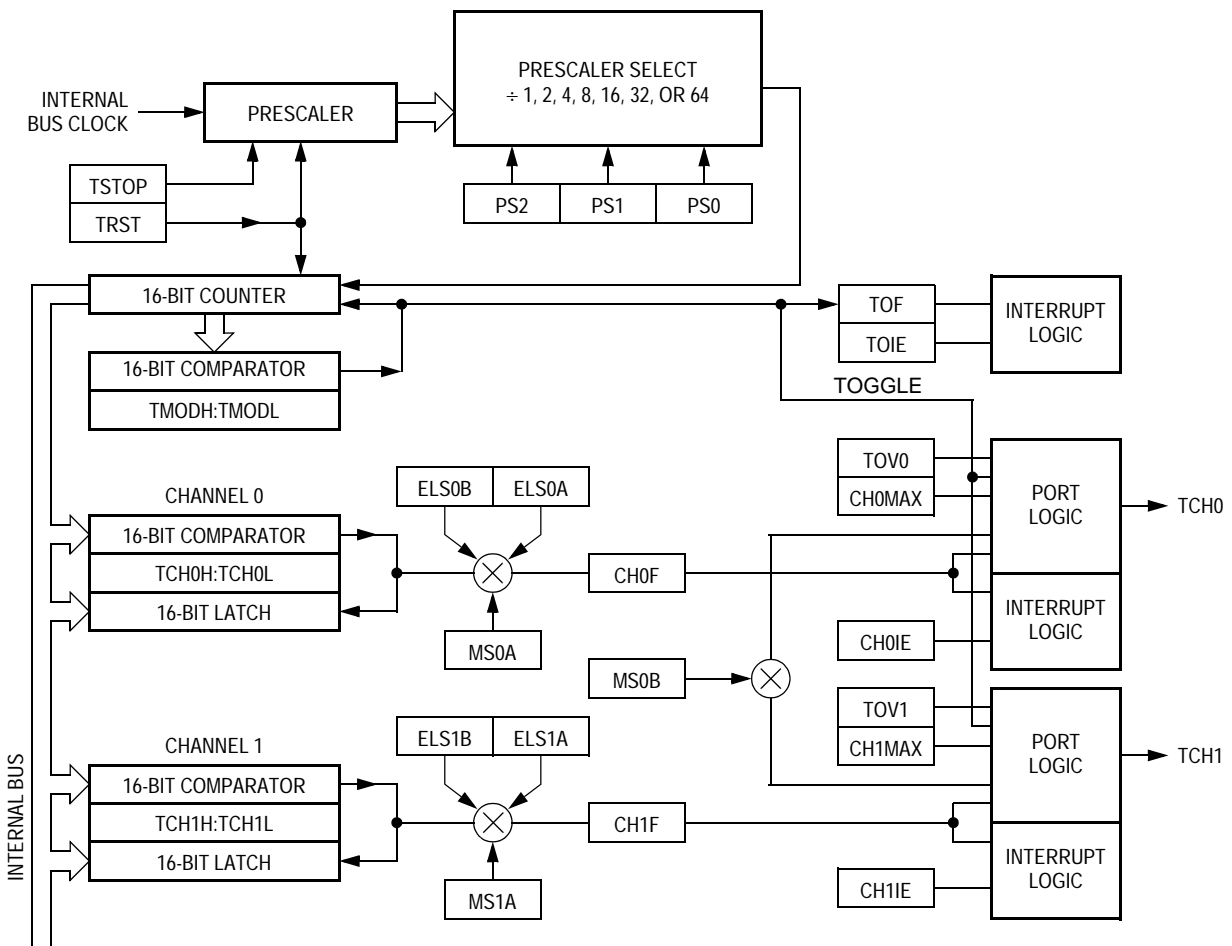 PRESCALER SELECT
÷ 1, 2, 4, 8, 16, 32, OR 64
INTERNAL
BUS CLOCK
PRESCALER
TSTOP
TRST
PS2
PS1
PS0
16-BIT COUNTER
16-BIT COMPARATOR
TMODH:TMODL
TOF
TOIE
INTERRUPT
LOGIC
TOGGLE
CHANNEL 0
16-BIT COMPARATOR
TCH0H:TCH0L
16-BIT LATCH
ELS0B
ELS0A
MS0A
CH0F
TOV0
CH0MAX
PORT
LOGIC
TCH0
INTERRUPT
LOGIC
CH0IE
MS0B
CHANNEL 1
16-BIT COMPARATOR
TCH1H:TCH1L
16-BIT LATCH
ELS1B
ELS1A
MS1A
CH1F
TOV1
CH1MAX
PORT
LOGIC
TCH1
INTERRUPT
LOGIC
CH1IE
INTERNAL BUS